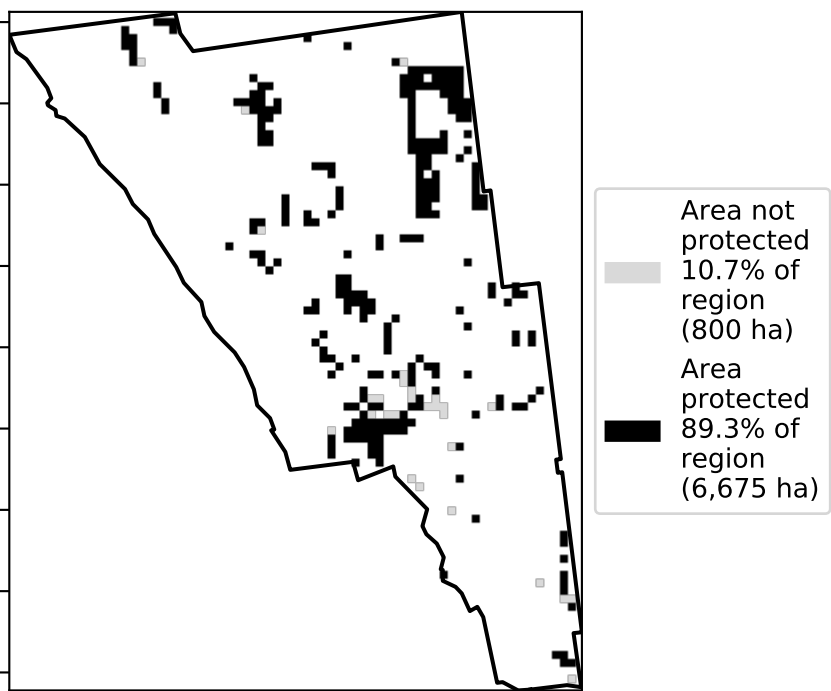 Area not
protected
10.7% of
region
(800 ha)
Area
protected
89.3% of
region
(6,675 ha)